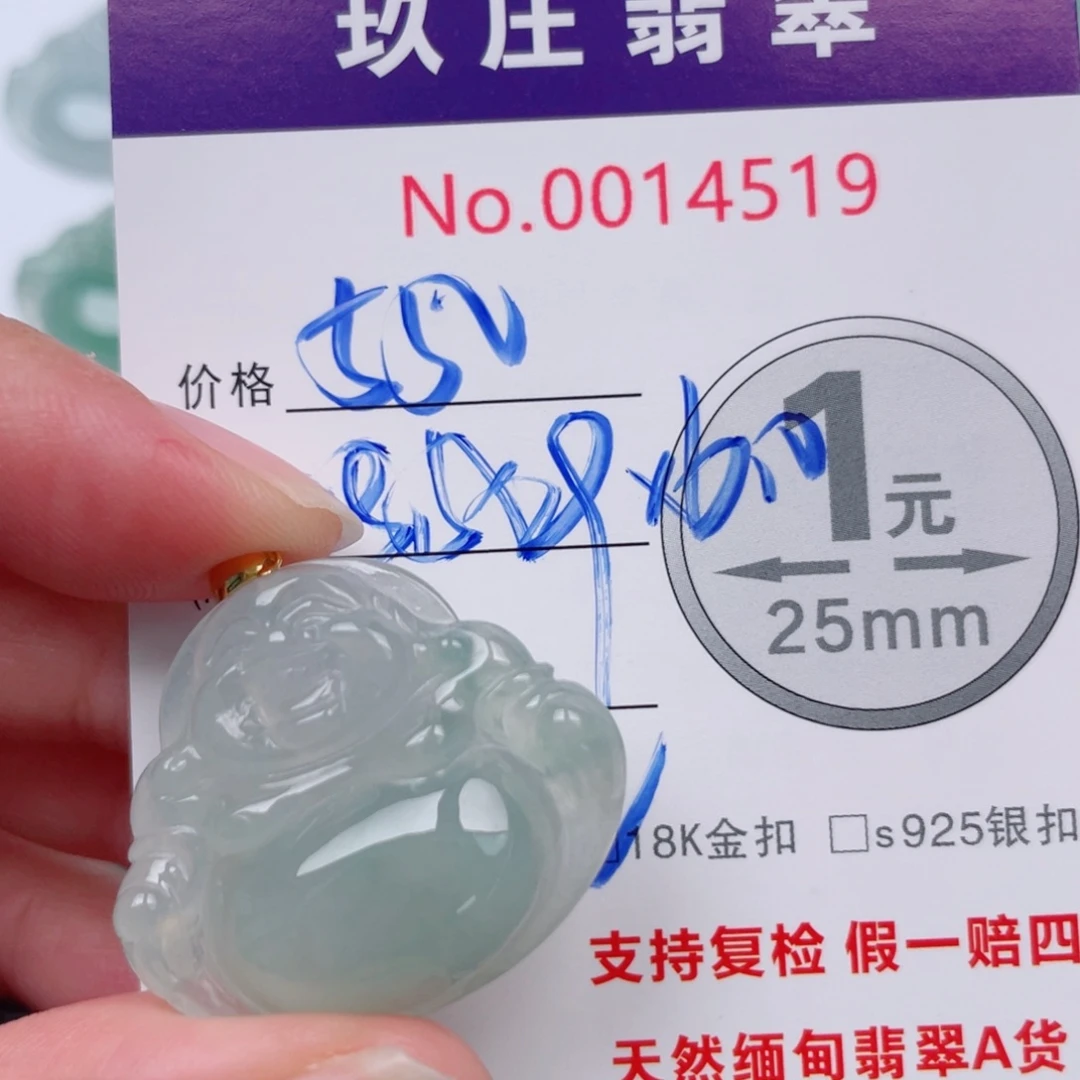 玖庄翡翠
No.0014519
价格
1元
25mm
18K金扣 □s925银扣
支持复检 假一赔四
天然缅甸翡翠A货